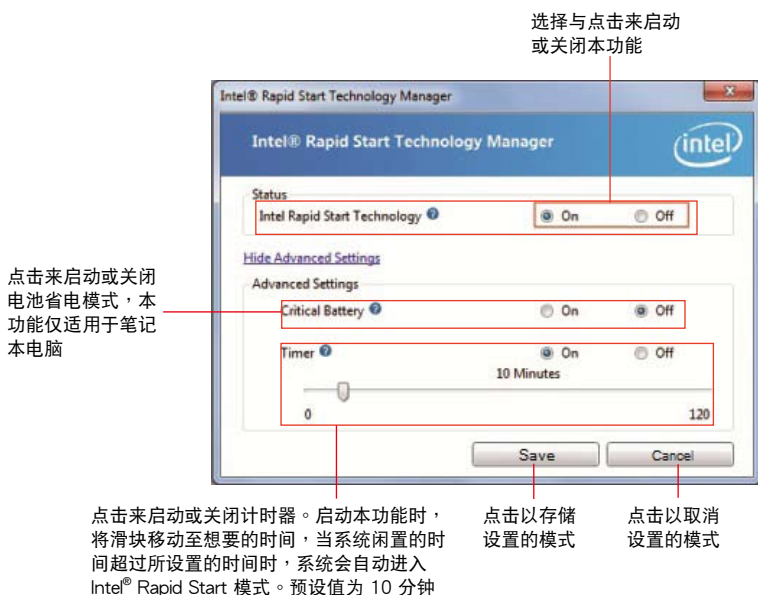 选择与点击来启动
或关闭本功能
Intel® Rapid Start Technology Manager
Intel® Rapid Start Technology Manager
intel
Status
Intel Rapid Start Technology ? On Off
Hide Advanced Settings
Advanced Settings
Critical Battery ? On Off
Timer ? On Off
10 Minutes
0 120
Save Cancel
点击来启动或关闭
电池省电模式，本
功能仅适用于笔记
本电脑
点击来启动或关闭计时器。启动本功能时，
将滑块移动至想要的时间，当系统闲置的时
间超过所设置的时间时，系统会自动进入
Intel® Rapid Start 模式。预设值为 10 分钟
点击以存储
设置的模式
点击以取消
设置的模式